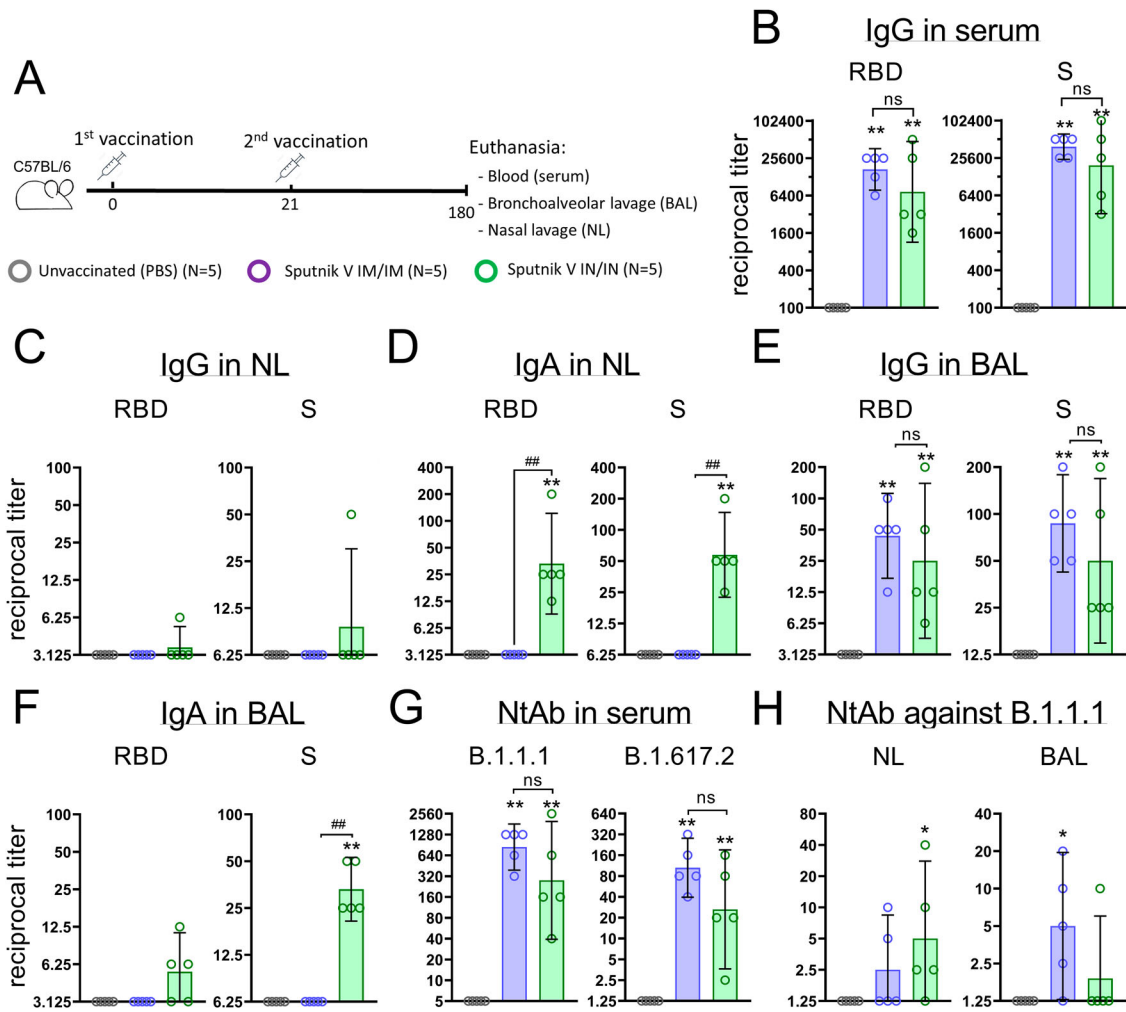 A
1st vaccination
2nd vaccination
C57BL/6
0
21
180
Euthanasia:
- Blood (serum)
- Bronchoalveolar lavage (BAL)
- Nasal lavage (NL)
Unvaccinated (PBS) (N=5)
Sputnik V IM/IM (N=5)
Sputnik V IN/IN (N=5)
B
IgG in serum
RBD
S
reciprocal titer
102400
25600
6400
1600
400
100
**
ns
**
102400
25600
6400
1600
400
100
**
ns
**
C
IgG in NL
RBD
S
reciprocal titer
100
50
25
12.5
6.25
3.125
100
50
25
12.5
6.25
D
IgA in NL
RBD
S
400
200
100
50
25
12.5
6.25
3.125
##
**
400
200
100
50
25
12.5
6.25
##
**
E
IgG in BAL
RBD
S
200
100
50
25
12.5
6.25
3.125
**
ns
**
200
100
50
25
12.5
**
ns
**
F
IgA in BAL
RBD
S
reciprocal titer
100
50
25
12.5
6.25
3.125
100
50
25
12.5
6.25
##
**
G
NtAb in serum
B.1.1.1
B.1.617.2
2560
1280
640
320
160
80
40
20
10
5
**
ns
**
640
320
160
80
40
20
10
5
2.5
1.25
**
ns
**
H
NtAb against B.1.1.1
NL
BAL
80
40
20
10
5
2.5
1.25
*
40
20
10
5
2.5
1.25
*